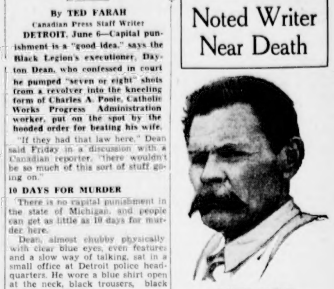 By TED FARAH
Canadian Press Staff Writer
DETROIT, June 6—Capital pun-
ishment is a "good idea," says the
Black Legion's executioner, Day-
ton Dean, who confessed in court
he pumped "seven or eight" shots
from a revolver into the kneeling
form of Charles A. Poole, Catholic
Works Progress Administration
worker, put on the spot by the
hooded order for beating his wife.
"If they had that law here," Dean
said Friday in a discussion with a
Canadian reporter, "there wouldn't
be so much of this sort of stuff go-
ing on."
10 DAYS FOR MURDER
There is no capital punishment in
the state of Michigan, and people
can get as little as 10 days for mur-
der here.
Dean, almost chubby physically
with clear blue eyes, even features
and a slow way of talking, sat in a
small office at Detroit police head-
quarters. He wore a blue shirt open
at the neck, black trousers, black
Noted Writer
Near Death